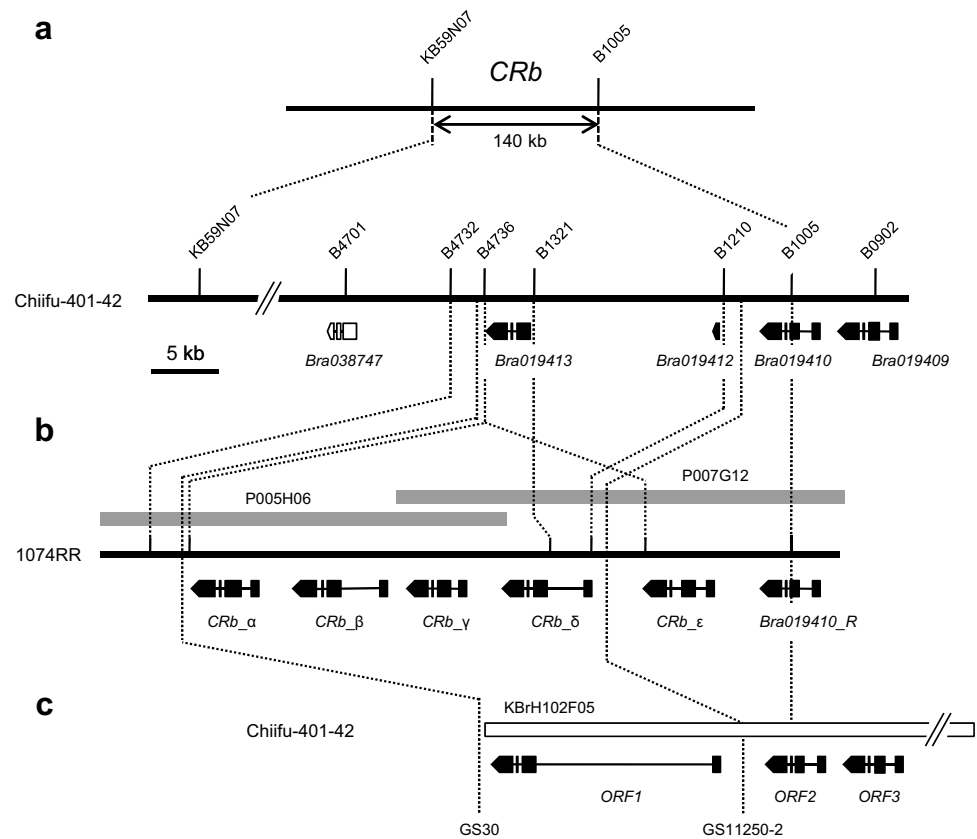 a
KB59N07
B1005
CRb
140 kb
KB59N07
B4701
B4732
B4736
B1321
B1210
B1005
B0902
Chiifu-401-42
5 kb
Bra038747
Bra019413
Bra019412
Bra019410
Bra019409
b
P005H06
P007G12
1074RR
CRb_α
CRb_β
CRb_γ
CRb_δ
CRb_ε
Bra019410_R
c
Chiifu-401-42
KBrH102F05
ORF1
ORF2
ORF3
GS30
GS11250-2